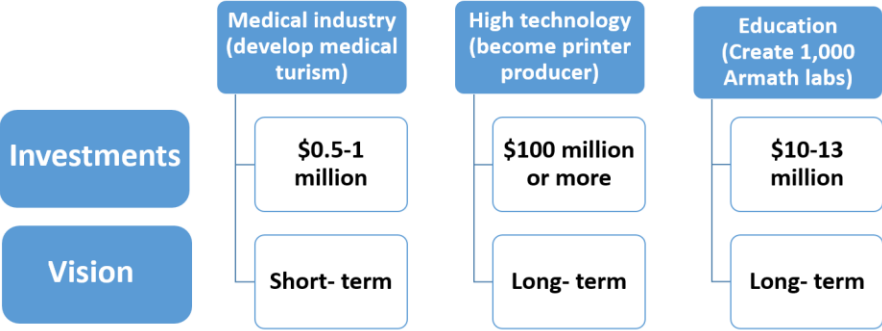 Medical industry
(develop medical
turism)
High technology
(become printer
producer)
Education
(Create 1,000
Armath labs)
Investments
$0.5-1
million
$100 million
or more
$10-13
million
Vision
Short- term
Long- term
Long- term